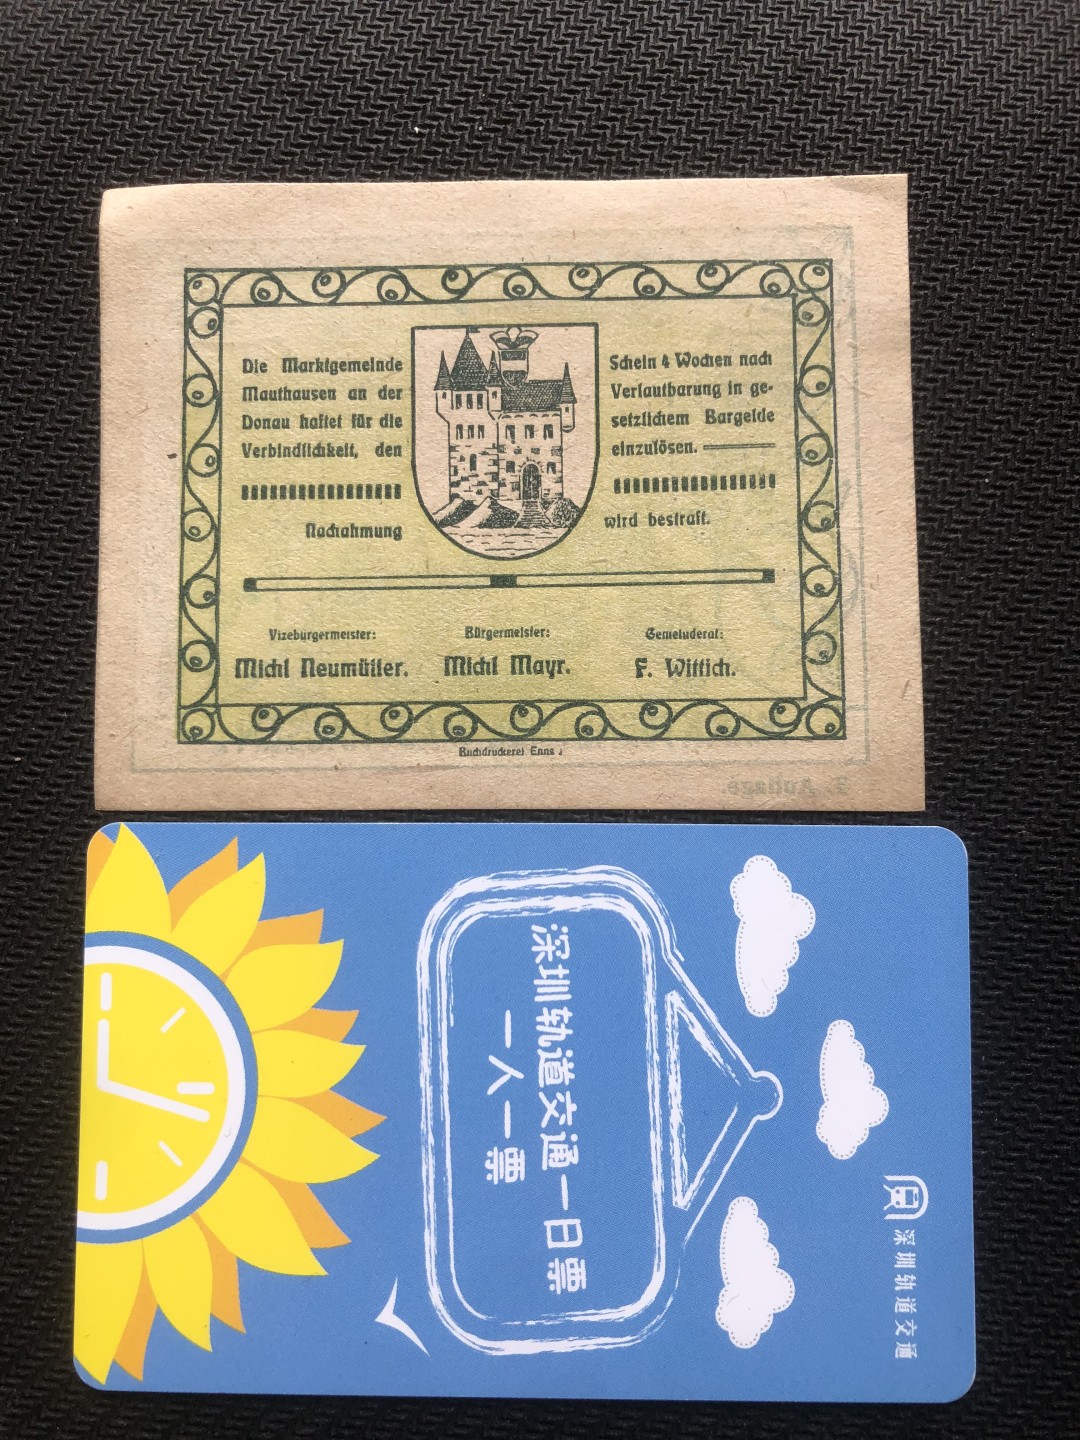 Die Marktgemeinde
Mauthausen an der
Donau haftet für die
Verbindlichkeit, den
Schein 4 Wochen nach
Verlautbarung in ge-
setzlichem Bargelde
einzulösen.
Nachahmung
wird bestraft.
Vizebürgermeister:
Michl Neumüller.
Bürgermeister:
Michl Mayr.
Gemeinderat:
F. Wittich.
Buchdruckerei Enns
2. Auflage.
深圳轨道交通
深圳轨道交通一日票
一人一票